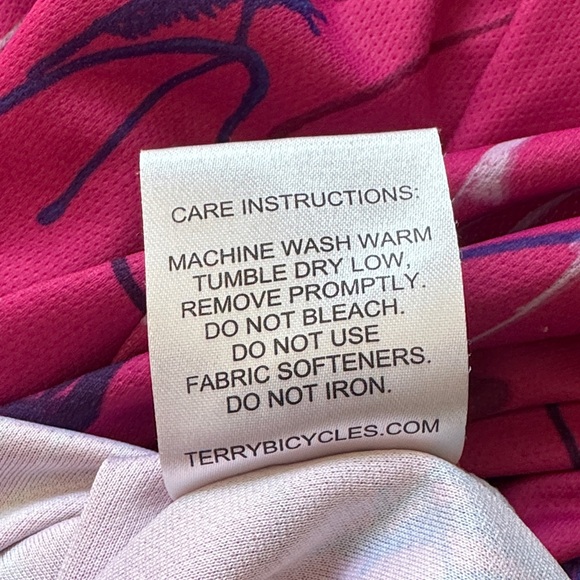 CARE INSTRUCTIONS:
MACHINE WASH WARM
TUMBLE DRY LOW,
REMOVE PROMPTLY.
DO NOT BLEACH.
DO NOT USE
FABRIC SOFTENERS.
DO NOT IRON.
TERRYBICYCLES.COM